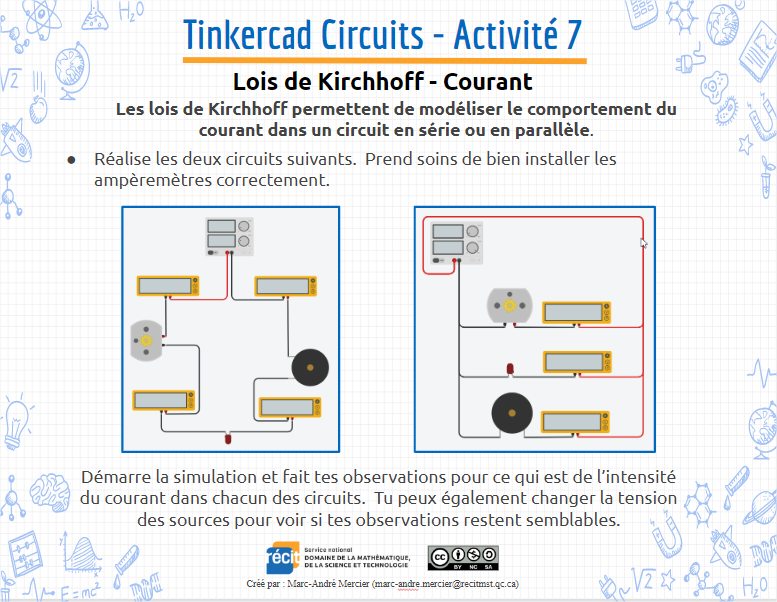 Tinkercad Circuits - Activité 7
Lois de Kirchhoff - Courant
Les lois de Kirchhoff permettent de modéliser le comportement du
courant dans un circuit en série ou en parallèle.
● Réalise les deux circuits suivants. Prend soins de bien installer les
ampèremètres correctement.
Démarre la simulation et fait tes observations pour ce qui est de l'intensité
du courant dans chacun des circuits. Tu peux également changer la tension
des sources pour voir si tes observations restent semblables.
récit
Service national
DOMAINE DE LA MATHÉMATIQUE,
DE LA SCIENCE ET TECHNOLOGIE
cc
BY NC SA
Créé par : Marc-André Mercier (marc-andre.mercier@recitmst.qc.ca)
H₂O
√2
E=mc²
√2
H₂O